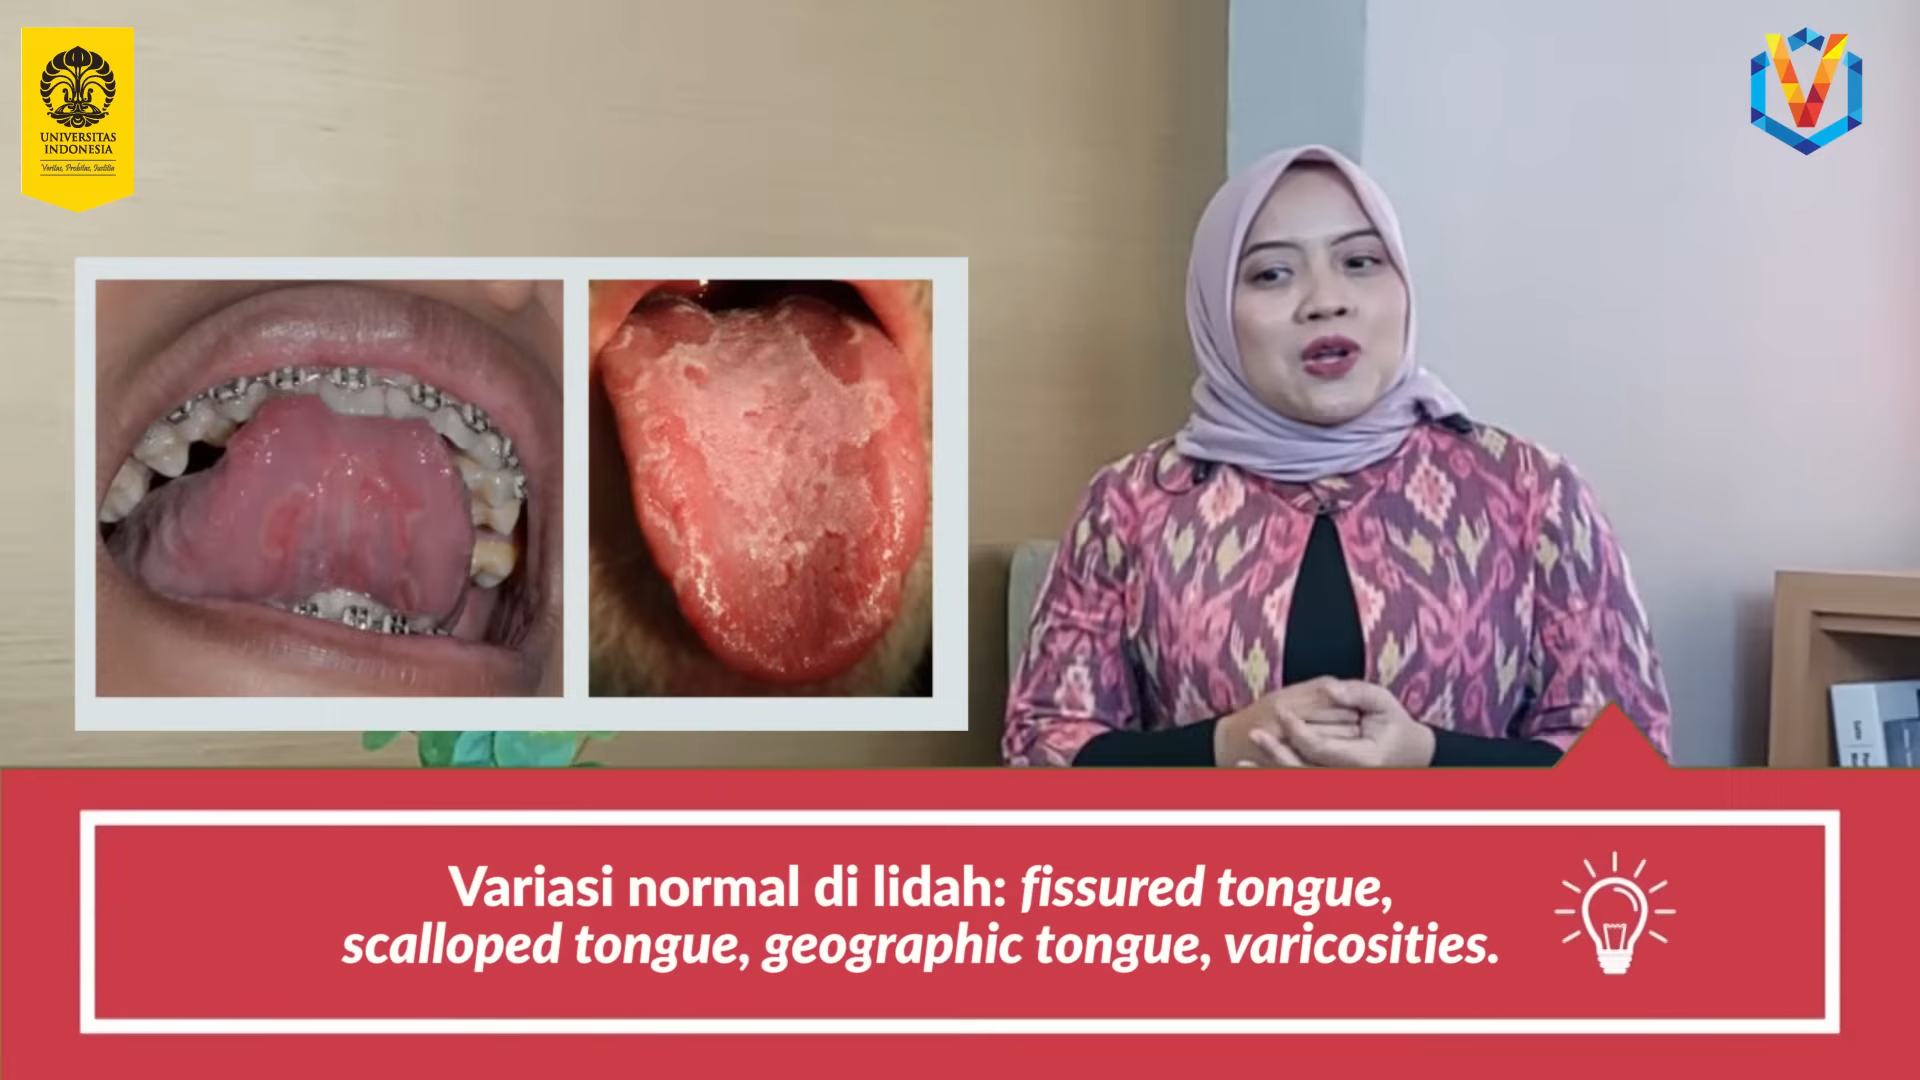 UNIVERSITAS
INDONESIA
Veritas, Probitas, Iustitia
Variasi normal di lidah: fissured tongue,
scalloped tongue, geographic tongue, varicosities.